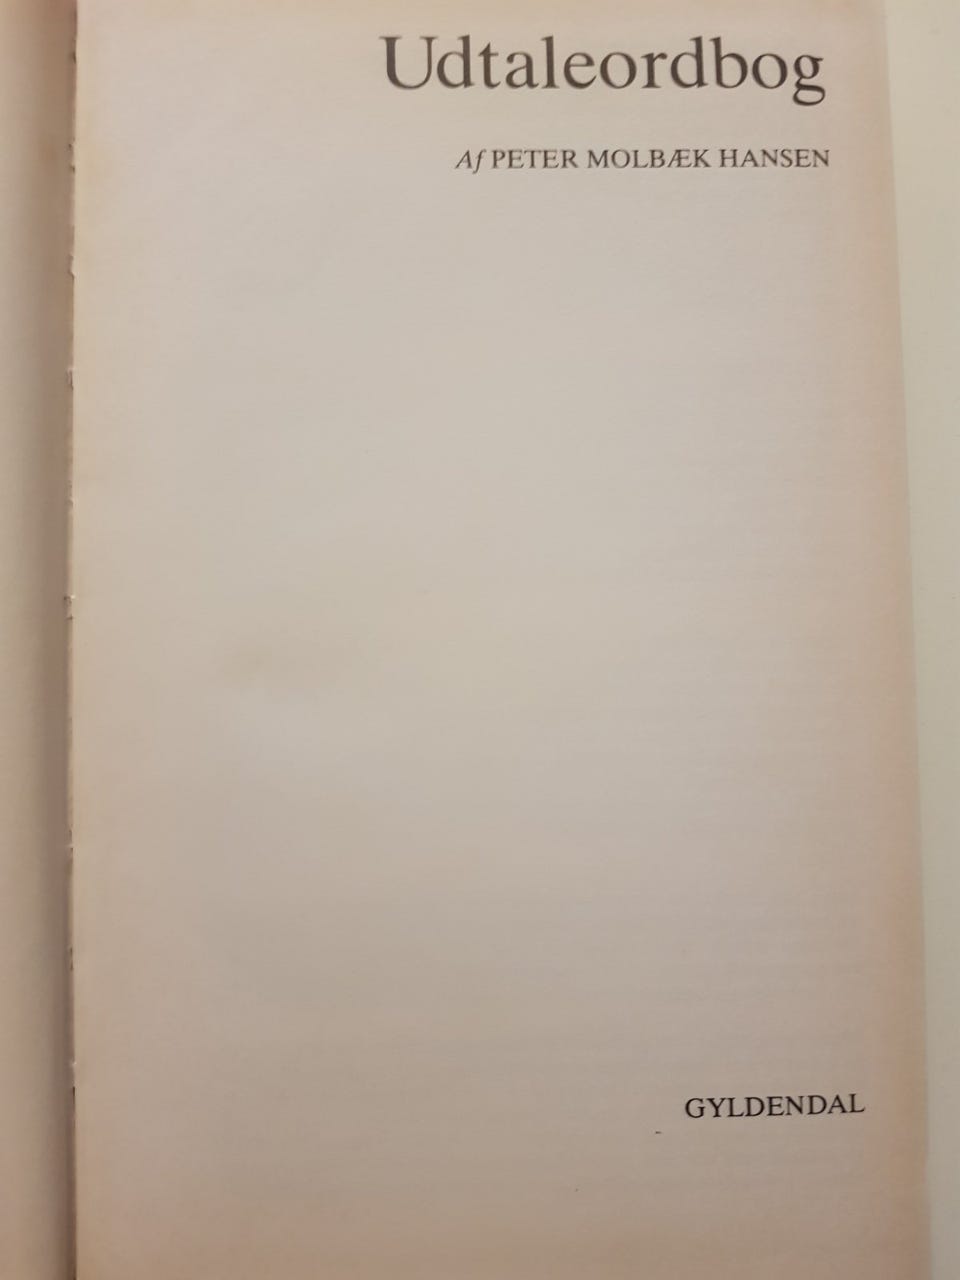 Udtaleordbog
Af PETER MOLBÆK HANSEN
GYLDENDAL